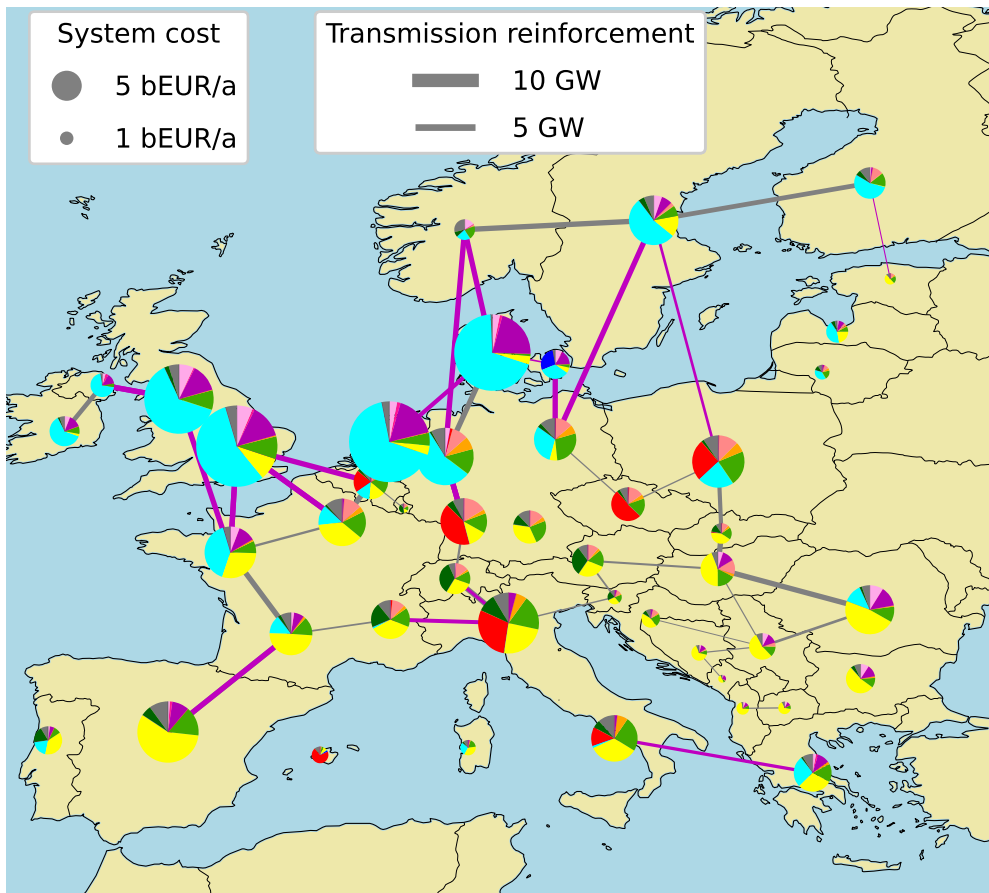 System cost
5 bEUR/a
1 bEUR/a
Transmission reinforcement
10 GW
5 GW